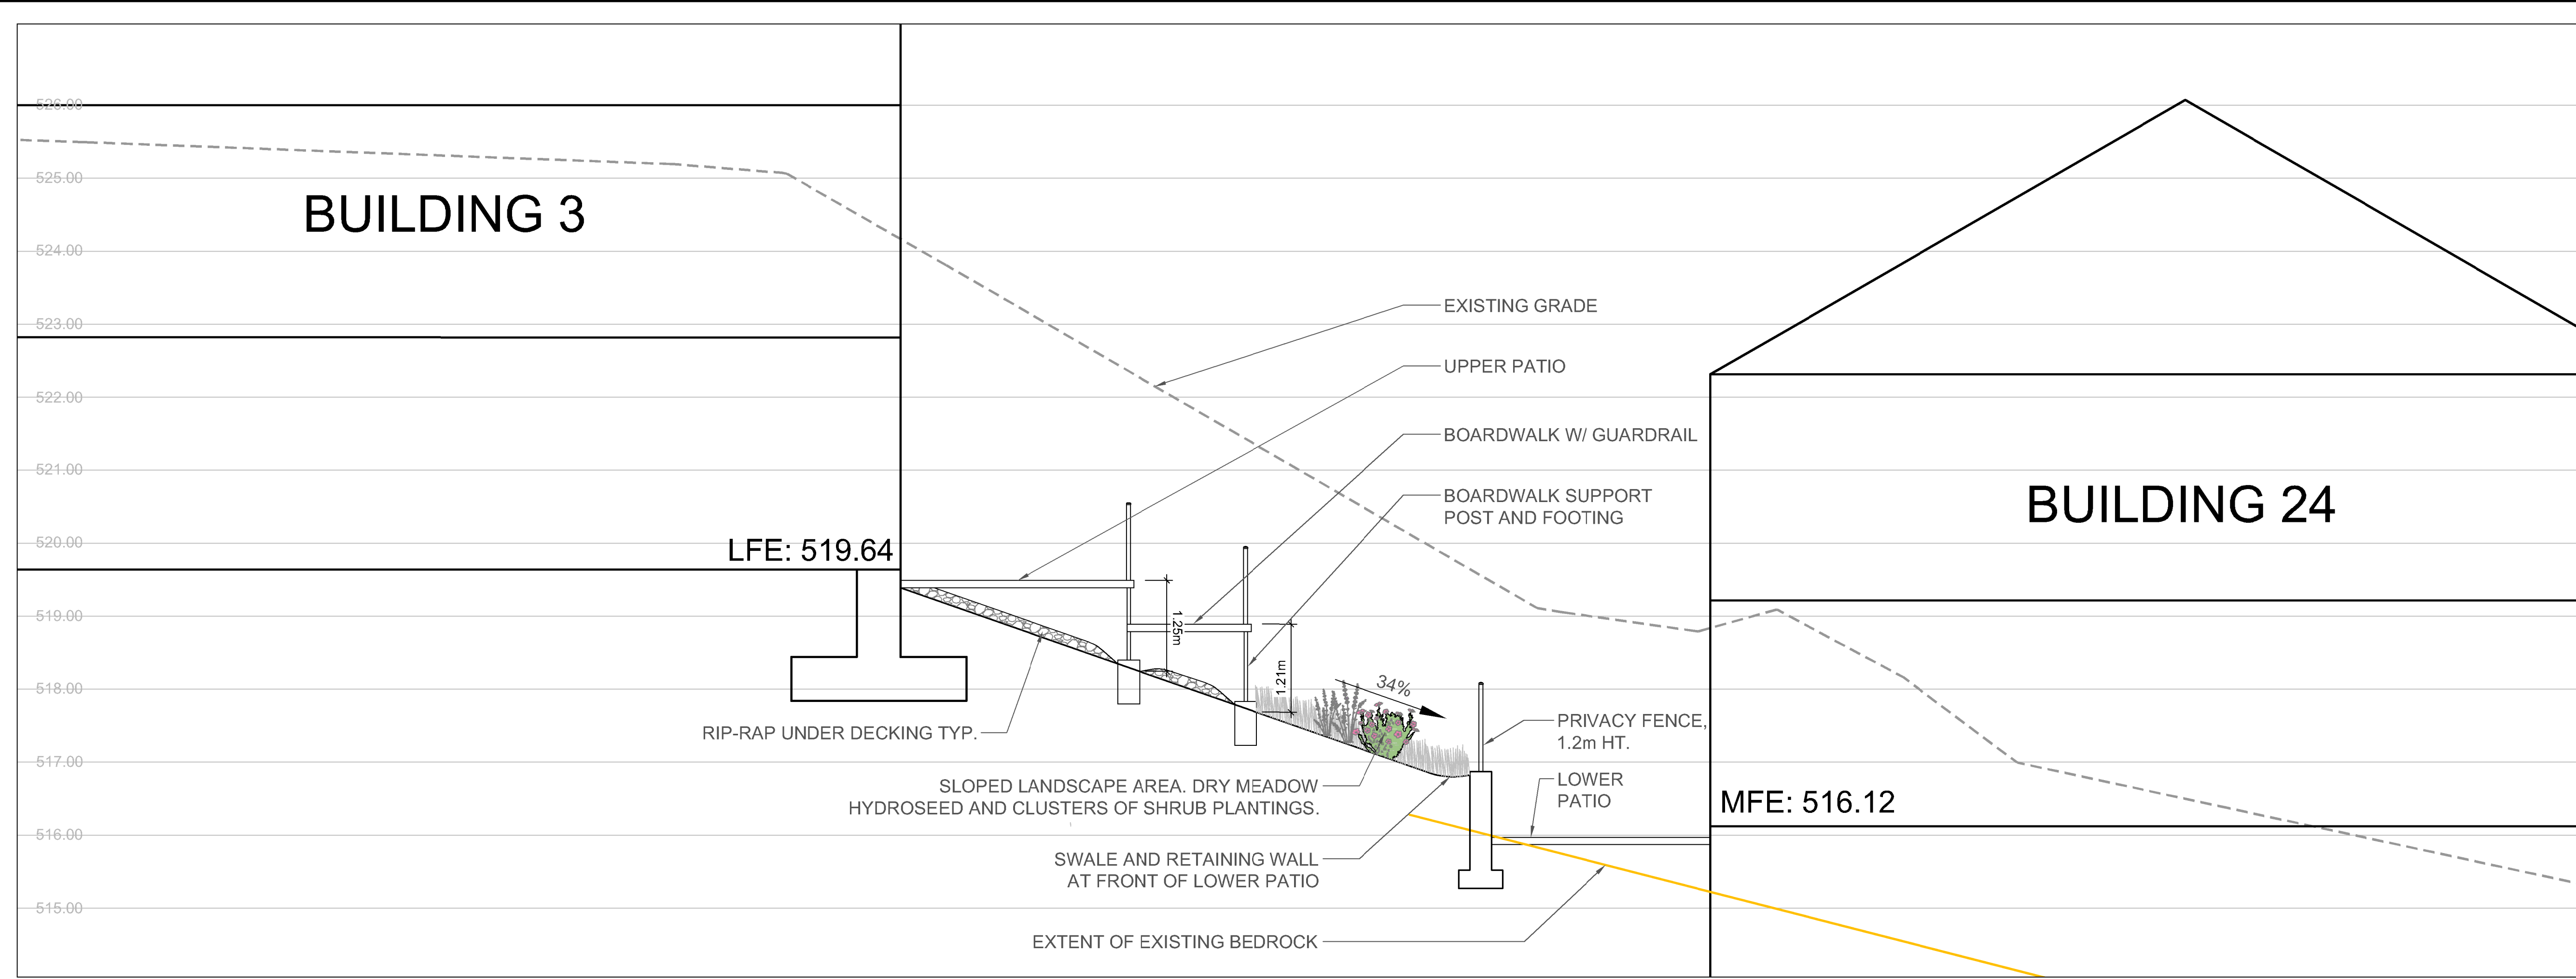 526.00
525.00
BUILDING 3
524.00
523.00
EXISTING GRADE
UPPER PATIO
522.00
BOARDWALK W/ GUARDRAIL
521.00
BOARDWALK SUPPORT
POST AND FOOTING
BUILDING 24
520.00
LFE: 519.64
519.00
1.25m
1.21m
518.00
34%
RIP-RAP UNDER DECKING TYP.
PRIVACY FENCE,
1.2m HT.
517.00
SLOPED LANDSCAPE AREA. DRY MEADOW
HYDROSEED AND CLUSTERS OF SHRUB PLANTINGS.
LOWER
PATIO
MFE: 516.12
516.00
SWALE AND RETAINING WALL
AT FRONT OF LOWER PATIO
515.00
EXTENT OF EXISTING BEDROCK